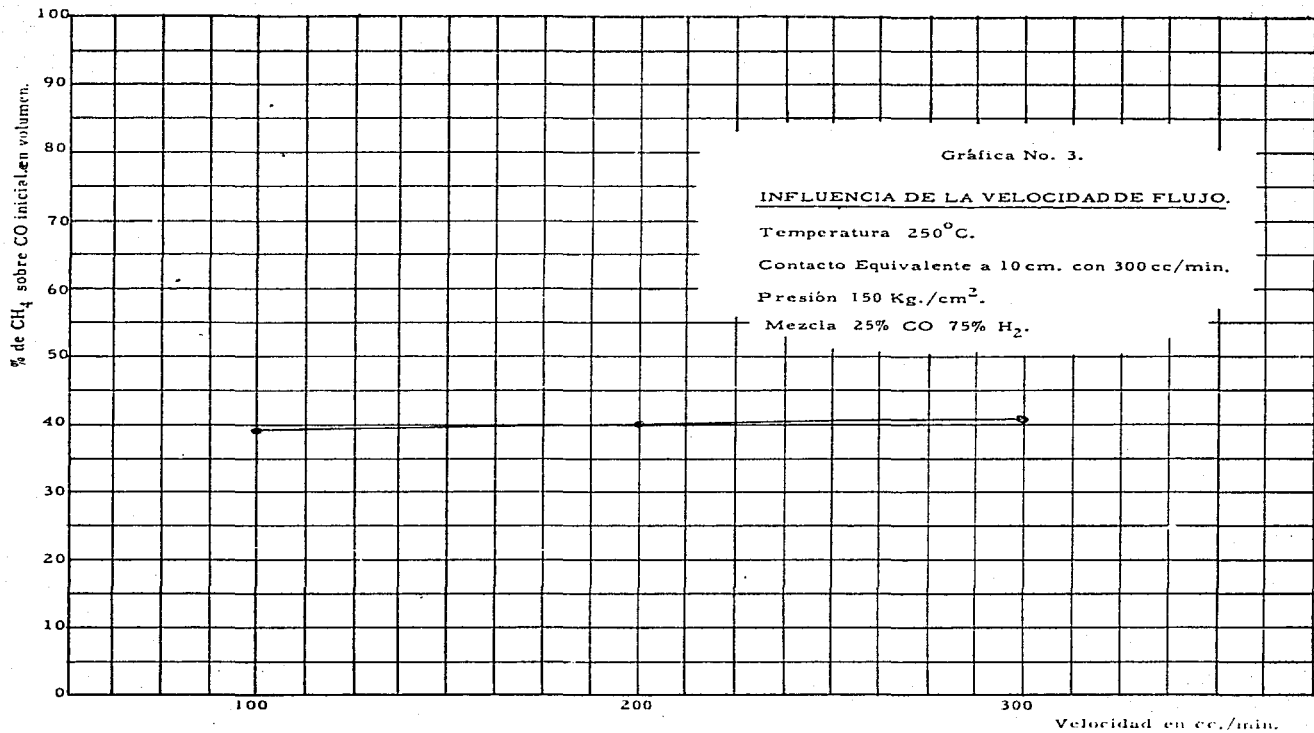 % de CH4 sobre CO inicial.en volumen.
100
90
80
70
60
50
40
30
20
10
0
Gráfica No. 3.
INFLUENCIA DE LA VELOCIDAD DE FLUJO.
Temperatura 250°C.
Contacto Equivalente a 10 cm. con 300 cc/min.
Presión 150 Kg./cm².
Mezcla 25% CO 75% H₂.
100
200
300
Velocidad en cc./min.